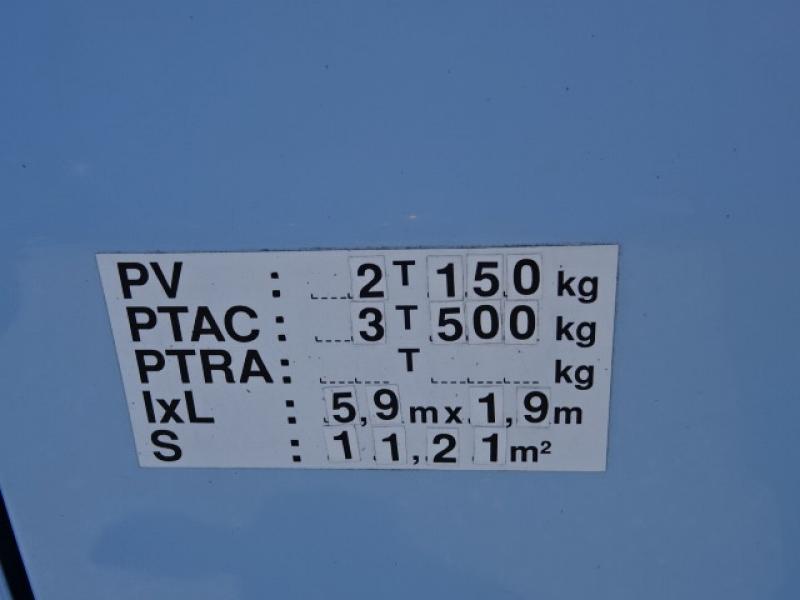 PV : 2 T 150 kg
PTAC : 3 T 500 kg
PTRA : T kg
lxL : 5,9 m x 1,9 m
S : 11,21 m²